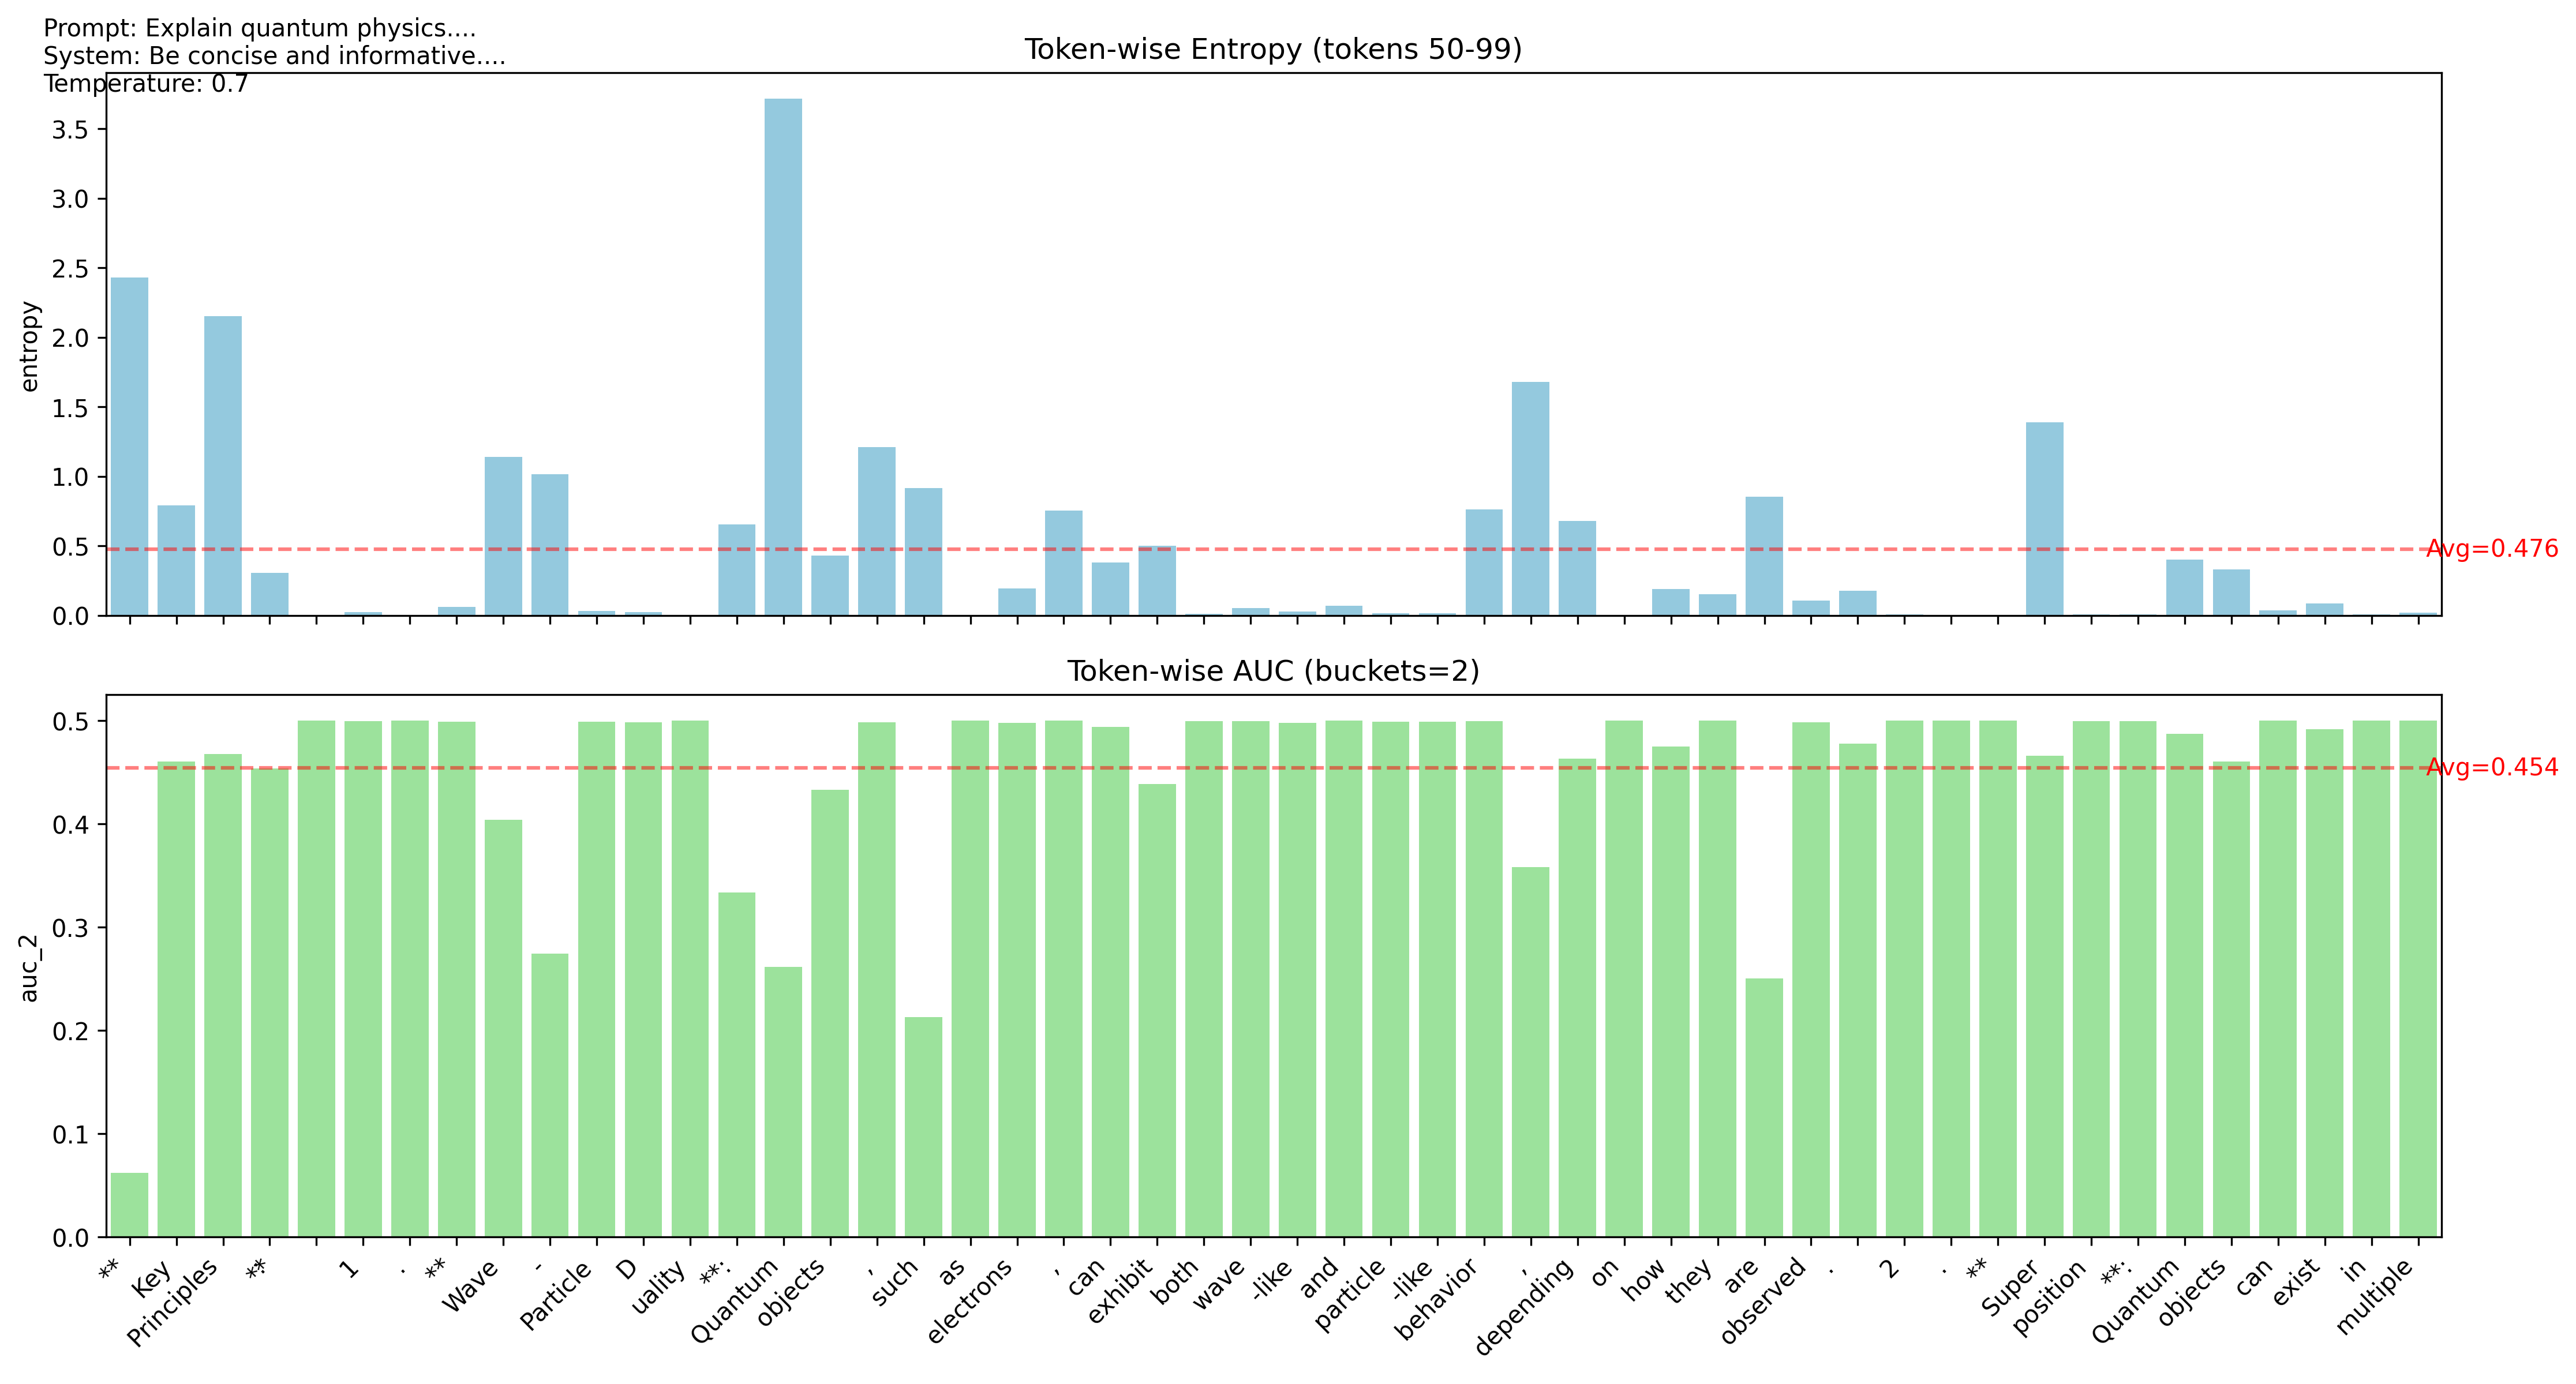 Prompt: Explain quantum physics....
System: Be concise and informative....
Temperature: 0.7
Token-wise Entropy (tokens 50-99)
entropy
3.5
3.0
2.5
2.0
1.5
1.0
0.5
0.0
Avg=0.476
Token-wise AUC (buckets=2)
auc_2
0.5
0.4
0.3
0.2
0.1
0.0
Avg=0.454
**
Key
Principles
**:
1
.
**
Wave
-
Particle
D
uality
**:
Quantum
objects
,
such
as
electrons
,
can
exhibit
both
wave
-like
and
particle
-like
behavior
,
depending
on
how
they
are
observed
.
2
.
**
Super
position
**:
Quantum
objects
can
exist
in
multiple